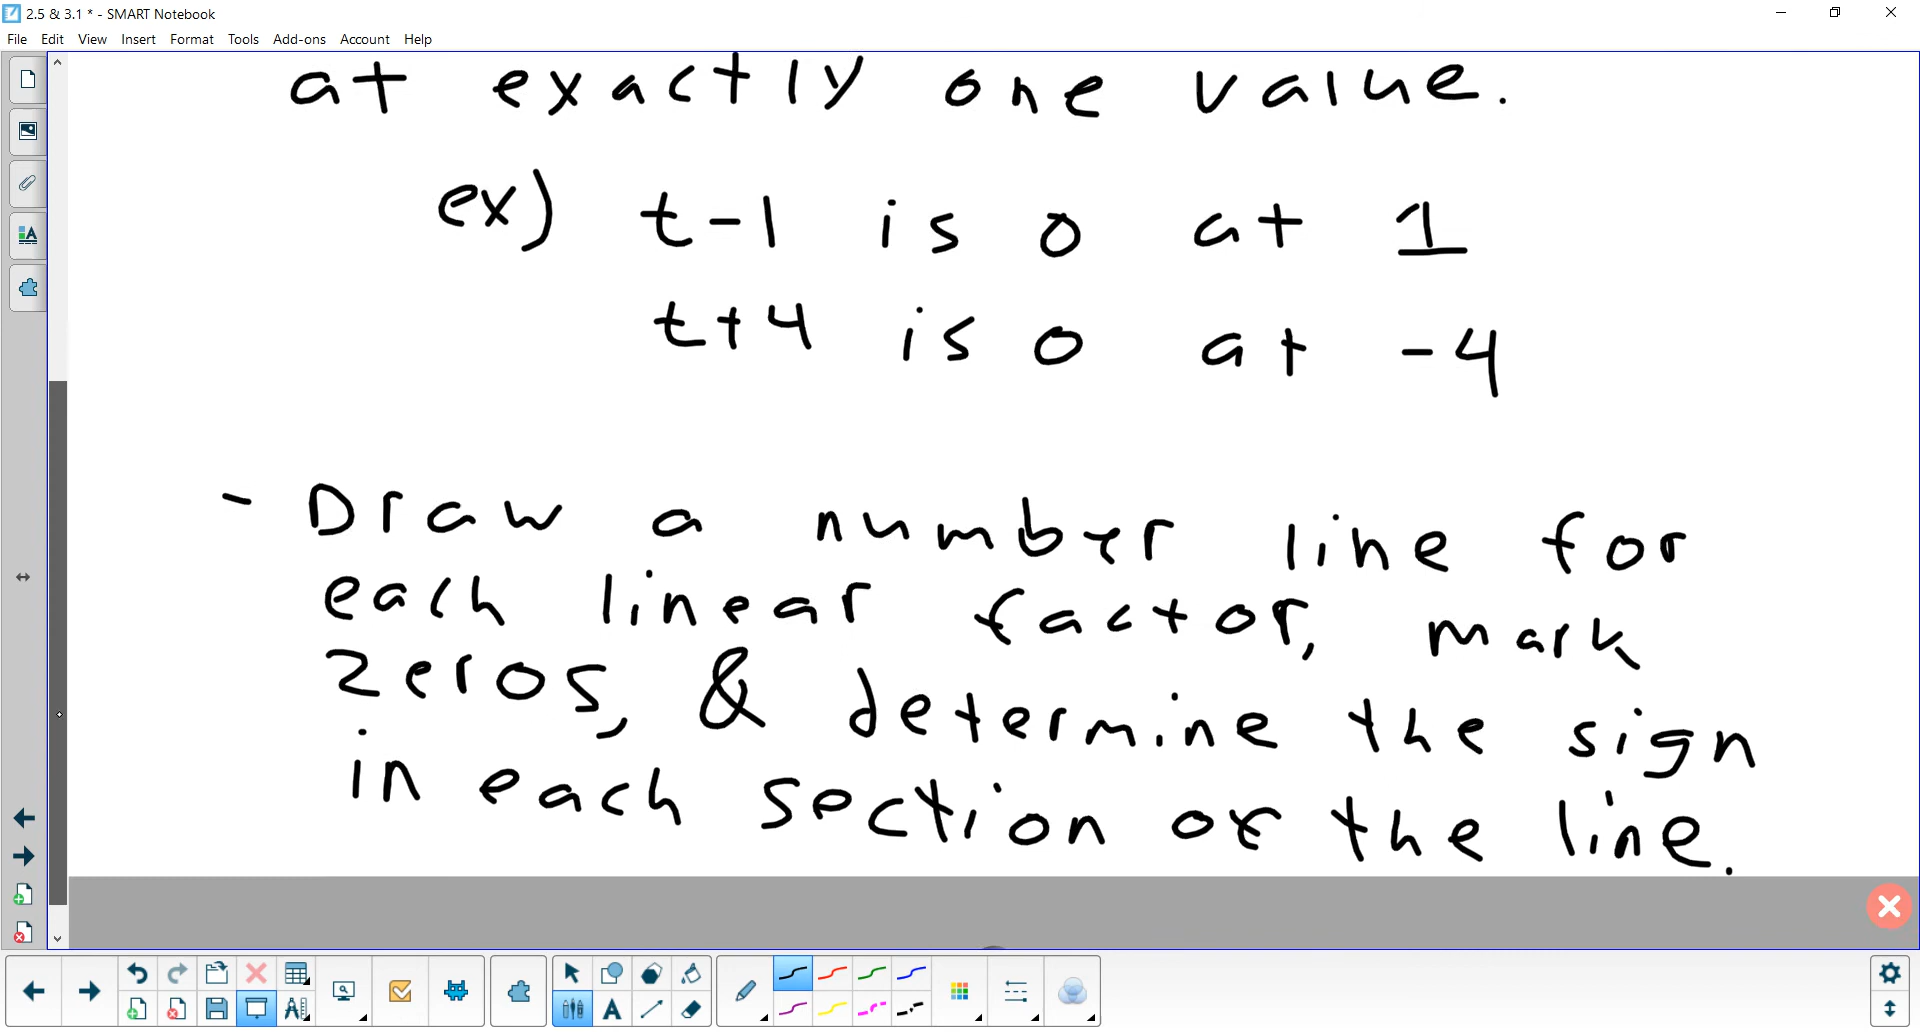 2.5 & 3.1 * - SMART Notebook
File Edit View Insert Format Tools Add-ons Account Help
at exactly one value.
ex) t-1 is 0 at 1
t+4 is 0 at -4
- Draw a number line for
each linear factor, mark
zeros, & determine the sign
in each section of the line.